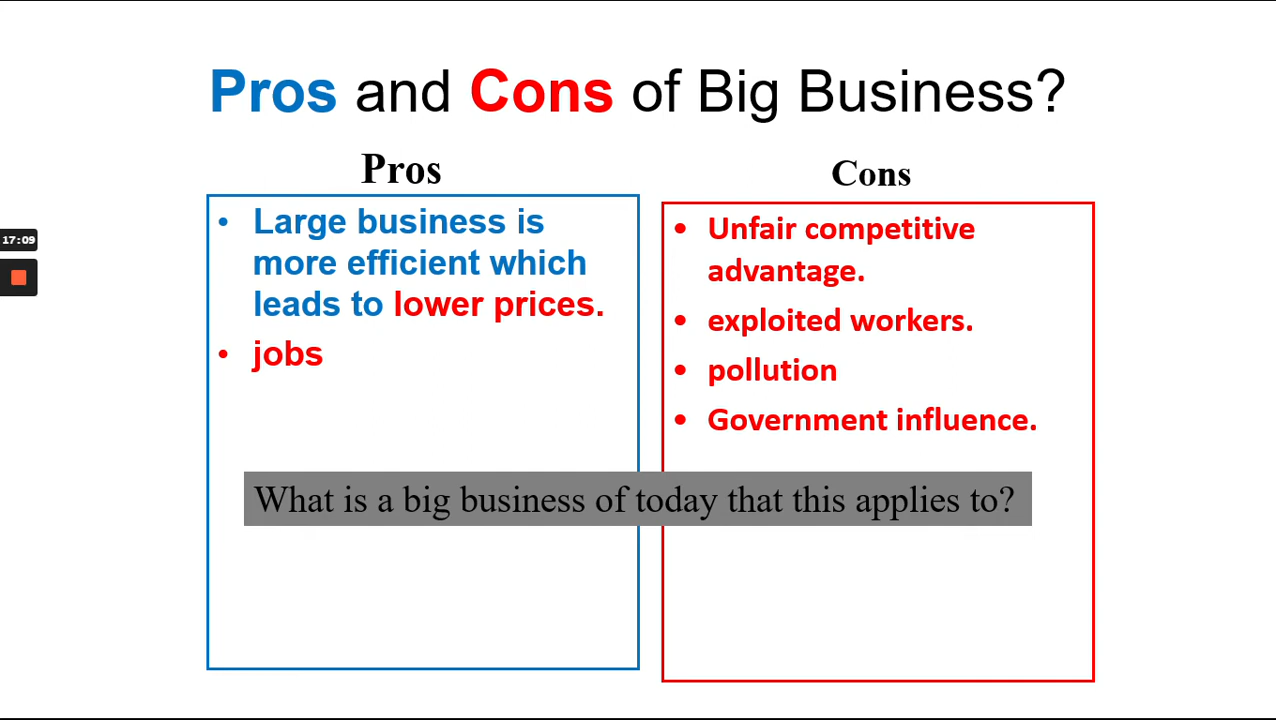 Pros and Cons of Big Business?
Pros
• Large business is
more efficient which
leads to lower prices.
• jobs
Cons
• Unfair competitive
advantage.
• exploited workers.
• pollution
• Government influence.
What is a big business of today that this applies to?
17:09